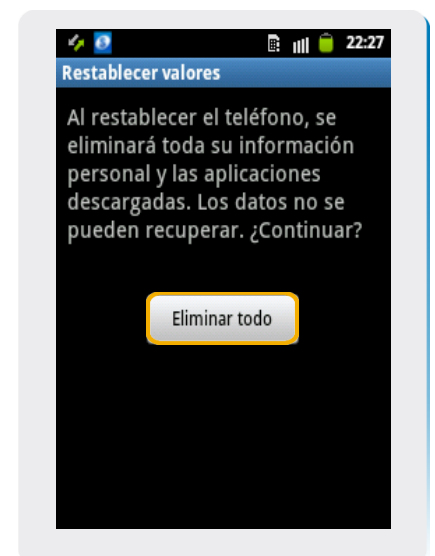 22:27
Restablecer valores
Al restablecer el teléfono, se
eliminará toda su información
personal y las aplicaciones
descargadas. Los datos no se
pueden recuperar. ¿Continuar?
Eliminar todo